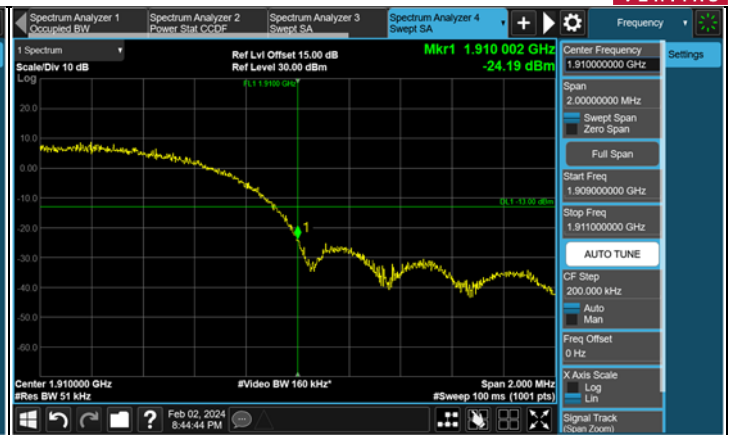 Spectrum Analyzer 1
Occupied BW
Spectrum Analyzer 2
Power Stat CCDF
Spectrum Analyzer 3
Swept SA
Spectrum Analyzer 4
Swept SA
Frequency
1 Spectrum
Scale/Div 10 dB
Log
Ref Lvl Offset 15.00 dB
Ref Level 30.00 dBm
Mkr1 1.910 002 GHz
-24.19 dBm
FL1 1.9100 GHz
20.0
10.0
0.00
-10.0
DL1 -13.00 dBm
-20.0
1
-30.0
-40.0
-50.0
-60.0
Center 1.910000 GHz
#Res BW 51 kHz
#Video BW 160 kHz*
Span 2.000 MHz
#Sweep 100 ms (1001 pts)
Feb 02, 2024
8:44:44 PM
Center Frequency
1.910000000 GHz
Settings
Span
2.00000000 MHz
Swept Span
Zero Span
Full Span
Start Freq
1.909000000 GHz
Stop Freq
1.911000000 GHz
AUTO TUNE
CF Step
200.000 kHz
Auto
Man
Freq Offset
0 Hz
X Axis Scale
Log
Lin
Signal Track
(Span Zoom)